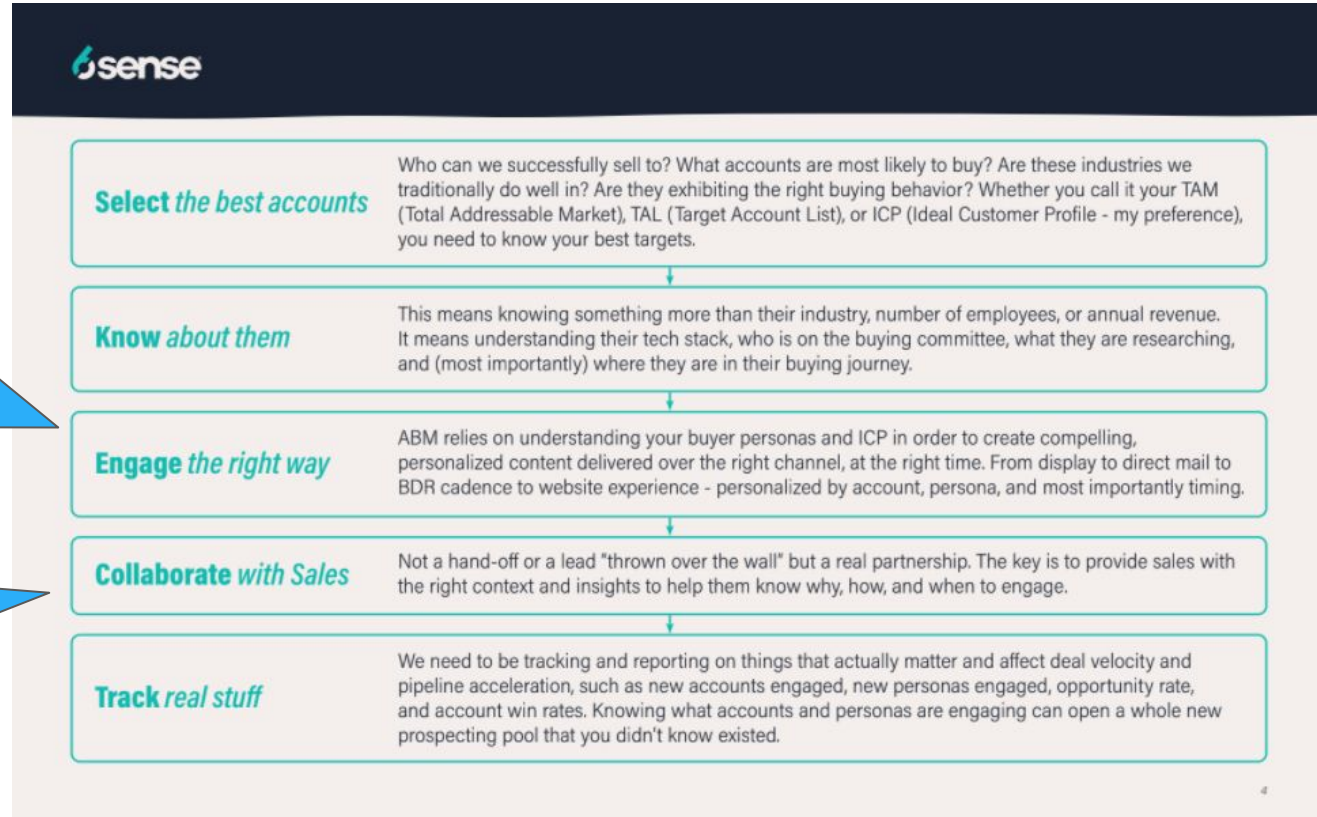 6sense
Select the best accounts
Who can we successfully sell to? What accounts are most likely to buy? Are these industries we
traditionally do well in? Are they exhibiting the right buying behavior? Whether you call it your TAM
(Total Addressable Market), TAL (Target Account List), or ICP (Ideal Customer Profile - my preference),
you need to know your best targets.
Know about them
This means knowing something more than their industry, number of employees, or annual revenue.
It means understanding their tech stack, who is on the buying committee, what they are researching,
and (most importantly) where they are in their buying journey.
Engage the right way
ABM relies on understanding your buyer personas and ICP in order to create compelling,
personalized content delivered over the right channel, at the right time. From display to direct mail to
BDR cadence to website experience - personalized by account, persona, and most importantly timing.
Collaborate with Sales
Not a hand-off or a lead "thrown over the wall" but a real partnership. The key is to provide sales with
the right context and insights to help them know why, how, and when to engage.
Track real stuff
We need to be tracking and reporting on things that actually matter and affect deal velocity and
pipeline acceleration, such as new accounts engaged, new personas engaged, opportunity rate,
and account win rates. Knowing what accounts and personas are engaging can open a whole new
prospecting pool that you didn't know existed.
4